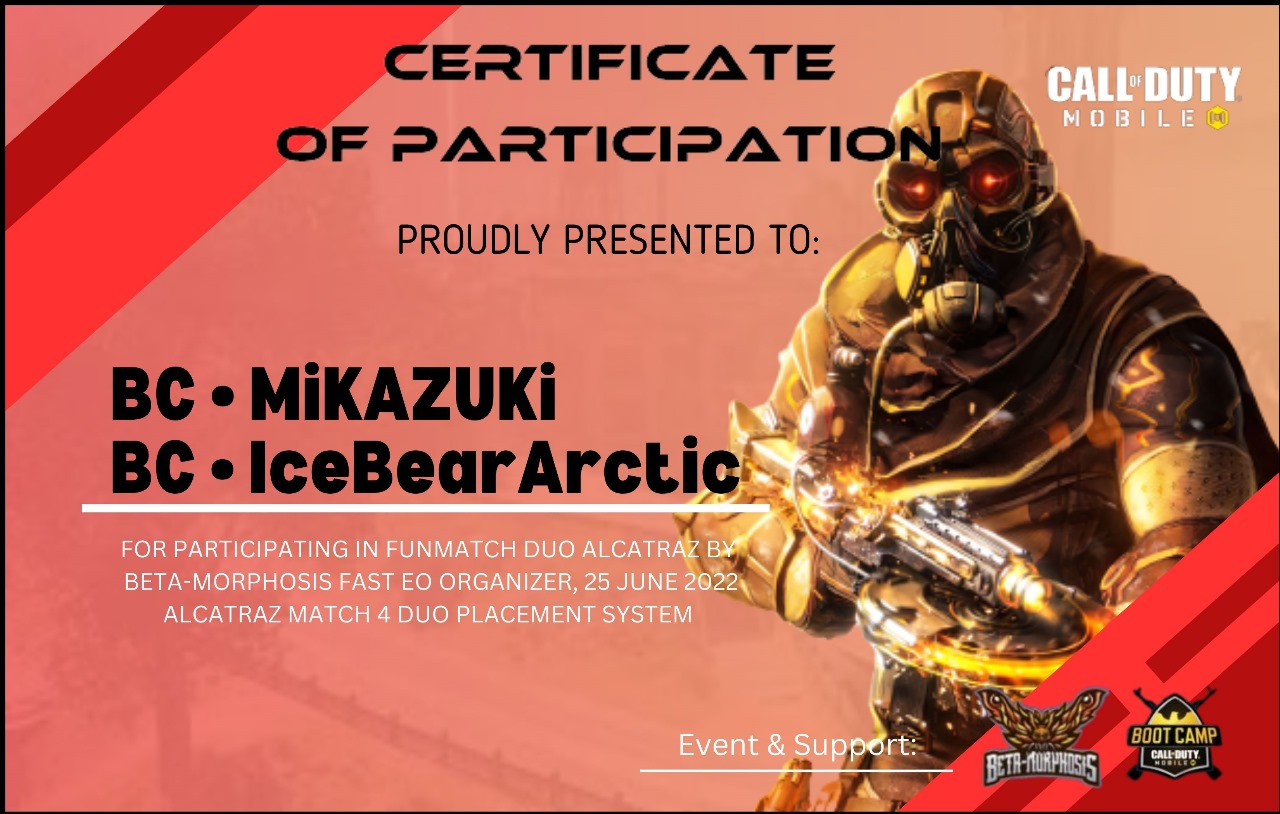 CERTIFICATE
OF PARTICIPATION
CALL OF DUTY
MOBILE
PROUDLY PRESENTED TO:
BC • MiKAZUKi
BC • IceBearArctic
FOR PARTICIPATING IN FUNMATCH DUO ALCATRAZ BY
BETA-MORPHOSIS FAST EO ORGANIZER, 25 JUNE 2022
ALCATRAZ MATCH 4 DUO PLACEMENT SYSTEM
Event & Support:
BETA-MORPHOSIS
BOOT CAMP
CALL OF DUTY
MOBILE